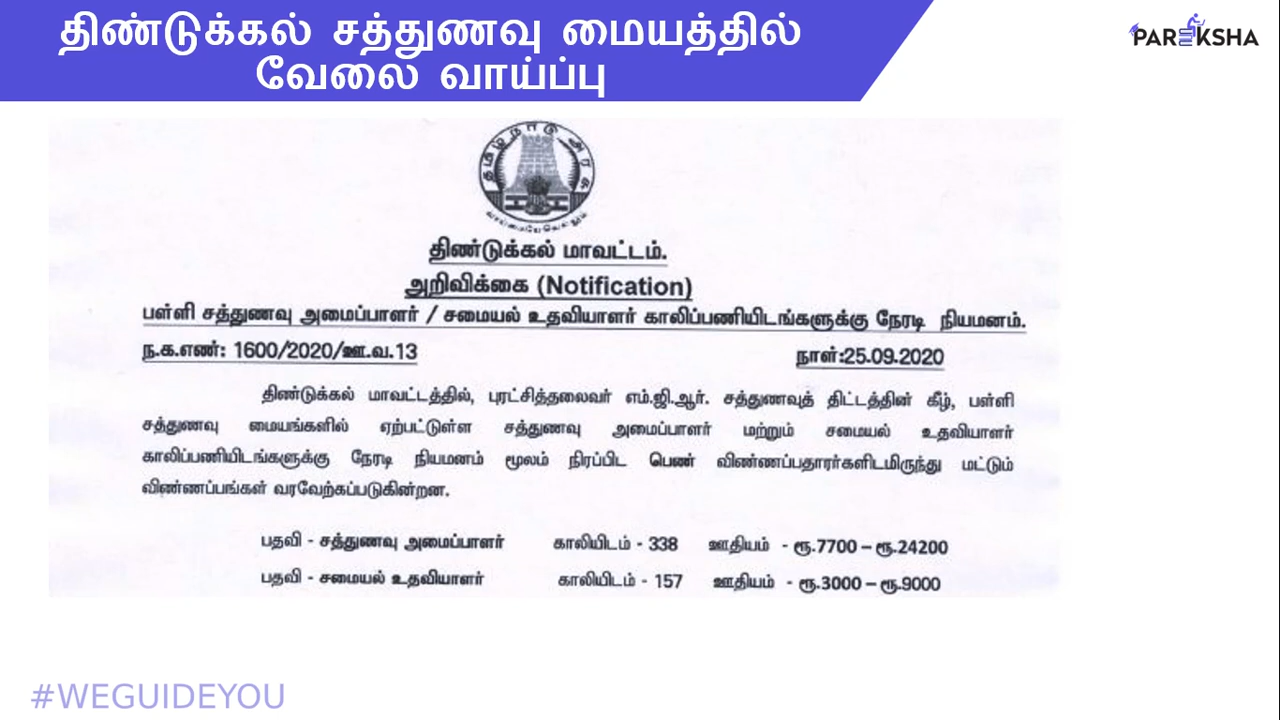 திண்டுக்கல் சத்துணவு மையத்தில்
வேலை வாய்ப்பு
PAREKSHA
தமிழ்நாடு அரசு
வாய்மையே வெல்லும்
திண்டுக்கல் மாவட்டம்.
அறிவிக்கை (Notification)
பள்ளி சத்துணவு அமைப்பாளர் / சமையல் உதவியாளர் காலிப்பணியிடங்களுக்கு நேரடி நியமனம்.
ந.க.எண்: 1600/2020/ஊ.வ.13 நாள்:25.09.2020
திண்டுக்கல் மாவட்டத்தில், புரட்சித்தலைவர் எம்.ஜி.ஆர். சத்துணவுத் திட்டத்தின் கீழ், பள்ளி
சத்துணவு மையங்களில் ஏற்பட்டுள்ள சத்துணவு அமைப்பாளர் மற்றும் சமையல் உதவியாளர்
காலிப்பணியிடங்களுக்கு நேரடி நியமனம் மூலம் நிரப்பிட பெண் விண்ணப்பதாரர்களிடமிருந்து மட்டும்
விண்ணப்பங்கள் வரவேற்கப்படுகின்றன.
பதவி - சத்துணவு அமைப்பாளர் காலியிடம் - 338 ஊதியம் - ரூ.7700 – ரூ.24200
பதவி - சமையல் உதவியாளர் காலியிடம் - 157 ஊதியம் - ரூ.3000 – ரூ.9000
#WEGUIDEYOU